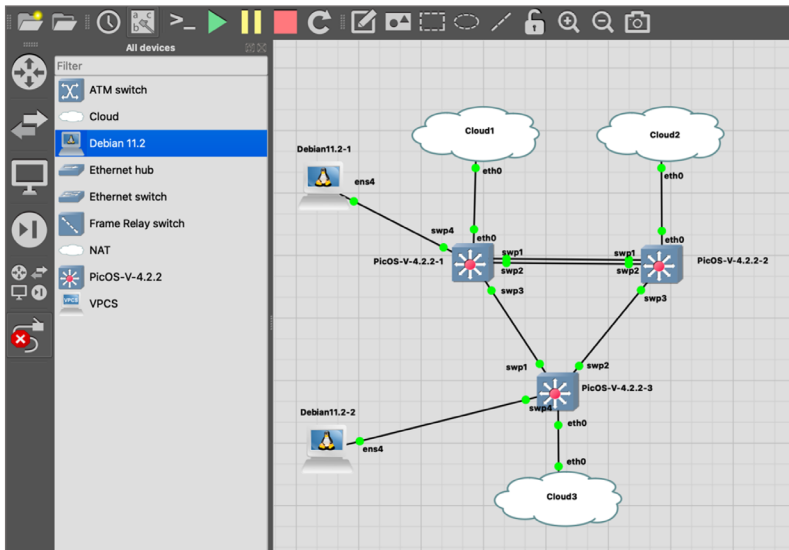 All devices
Filter
ATM switch
Cloud
Debian 11.2
Ethernet hub
Ethernet switch
Frame Relay switch
NAT
PicOS-V-4.2.2
VPCS
Cloud1
Cloud2
Debian11.2-1
eth0
eth0
ens4
swp4
eth0
eth0
swp1
swp1
PicOS-V-4.2.2-1
PicOS-V-4.2.2-2
swp2
swp2
swp3
swp3
swp1
swp2
PicOS-V-4.2.2-3
swp4
Debian11.2-2
eth0
ens4
eth0
Cloud3